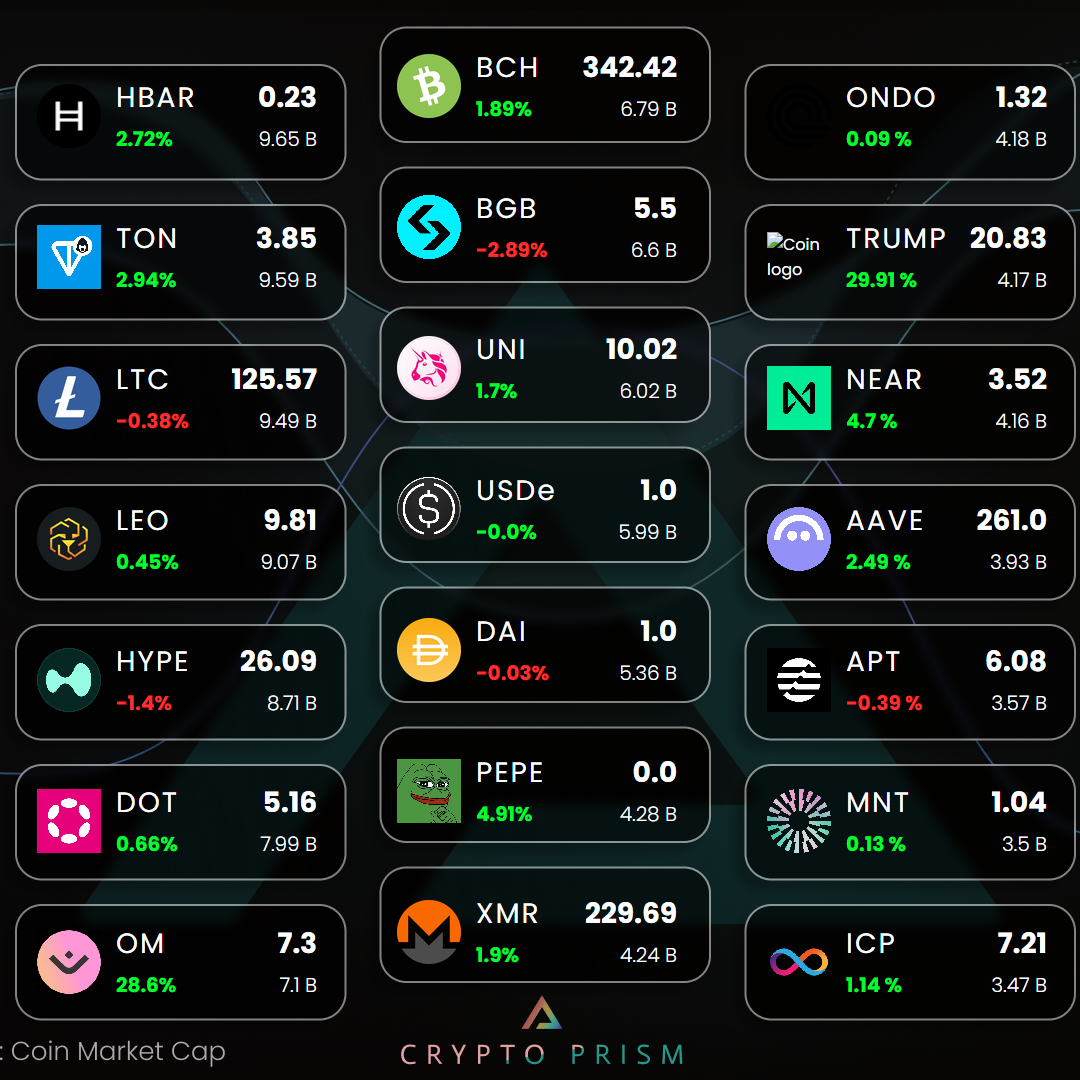 HBAR 0.23
2.72% 9.65 B
TON 3.85
2.94% 9.59 B
LTC 125.57
-0.38% 9.49 B
LEO 9.81
0.45% 9.07 B
HYPE 26.09
-1.4% 8.71 B
DOT 5.16
0.66% 7.99 B
OM 7.3
28.6% 7.1 B
BCH 342.42
1.89% 6.79 B
BGB 5.5
-2.89% 6.6 B
UNI 10.02
1.7% 6.02 B
USDe 1.0
-0.0% 5.99 B
DAI 1.0
-0.03% 5.36 B
PEPE 0.0
4.91% 4.28 B
XMR 229.69
1.9% 4.24 B
ONDO 1.32
0.09 % 4.18 B
Coin
logo
TRUMP 20.83
29.91 % 4.17 B
NEAR 3.52
4.7 % 4.16 B
AAVE 261.0
2.49 % 3.93 B
APT 6.08
-0.39 % 3.57 B
MNT 1.04
0.13 % 3.5 B
ICP 7.21
1.14 % 3.47 B
: Coin Market Cap
CRYPTO PRISM